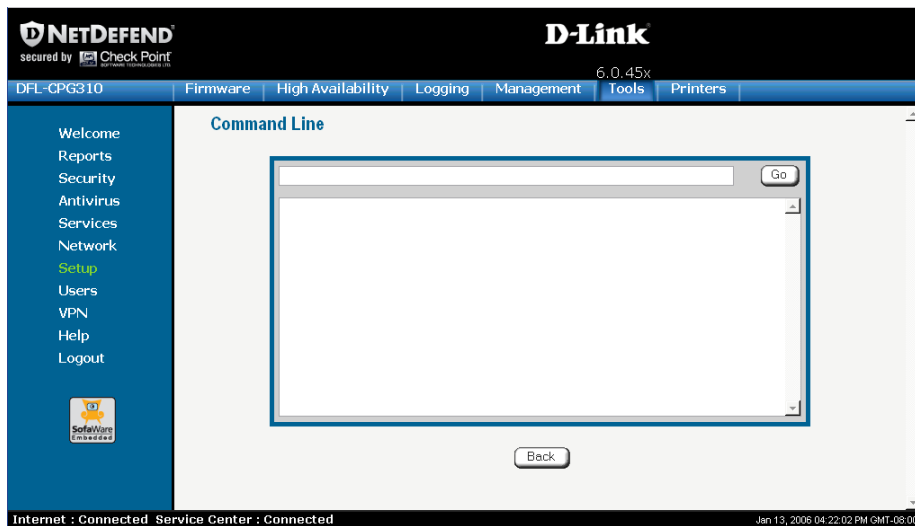 NETDEFEND
secured by Check Point
SOFTWARE TECHNOLOGIES LTD.
D-Link
6.0.45x
DFL-CPG310
Firmware High Availability Logging Management Tools Printers
Command Line
Welcome
Reports
Security
Antivirus
Services
Network
Setup
Users
VPN
Help
Logout
Go
SofaWare
Embedded
Back
Internet : Connected Service Center : Connected
Jan 13, 2006 04:22:02 PM GMT-08:00